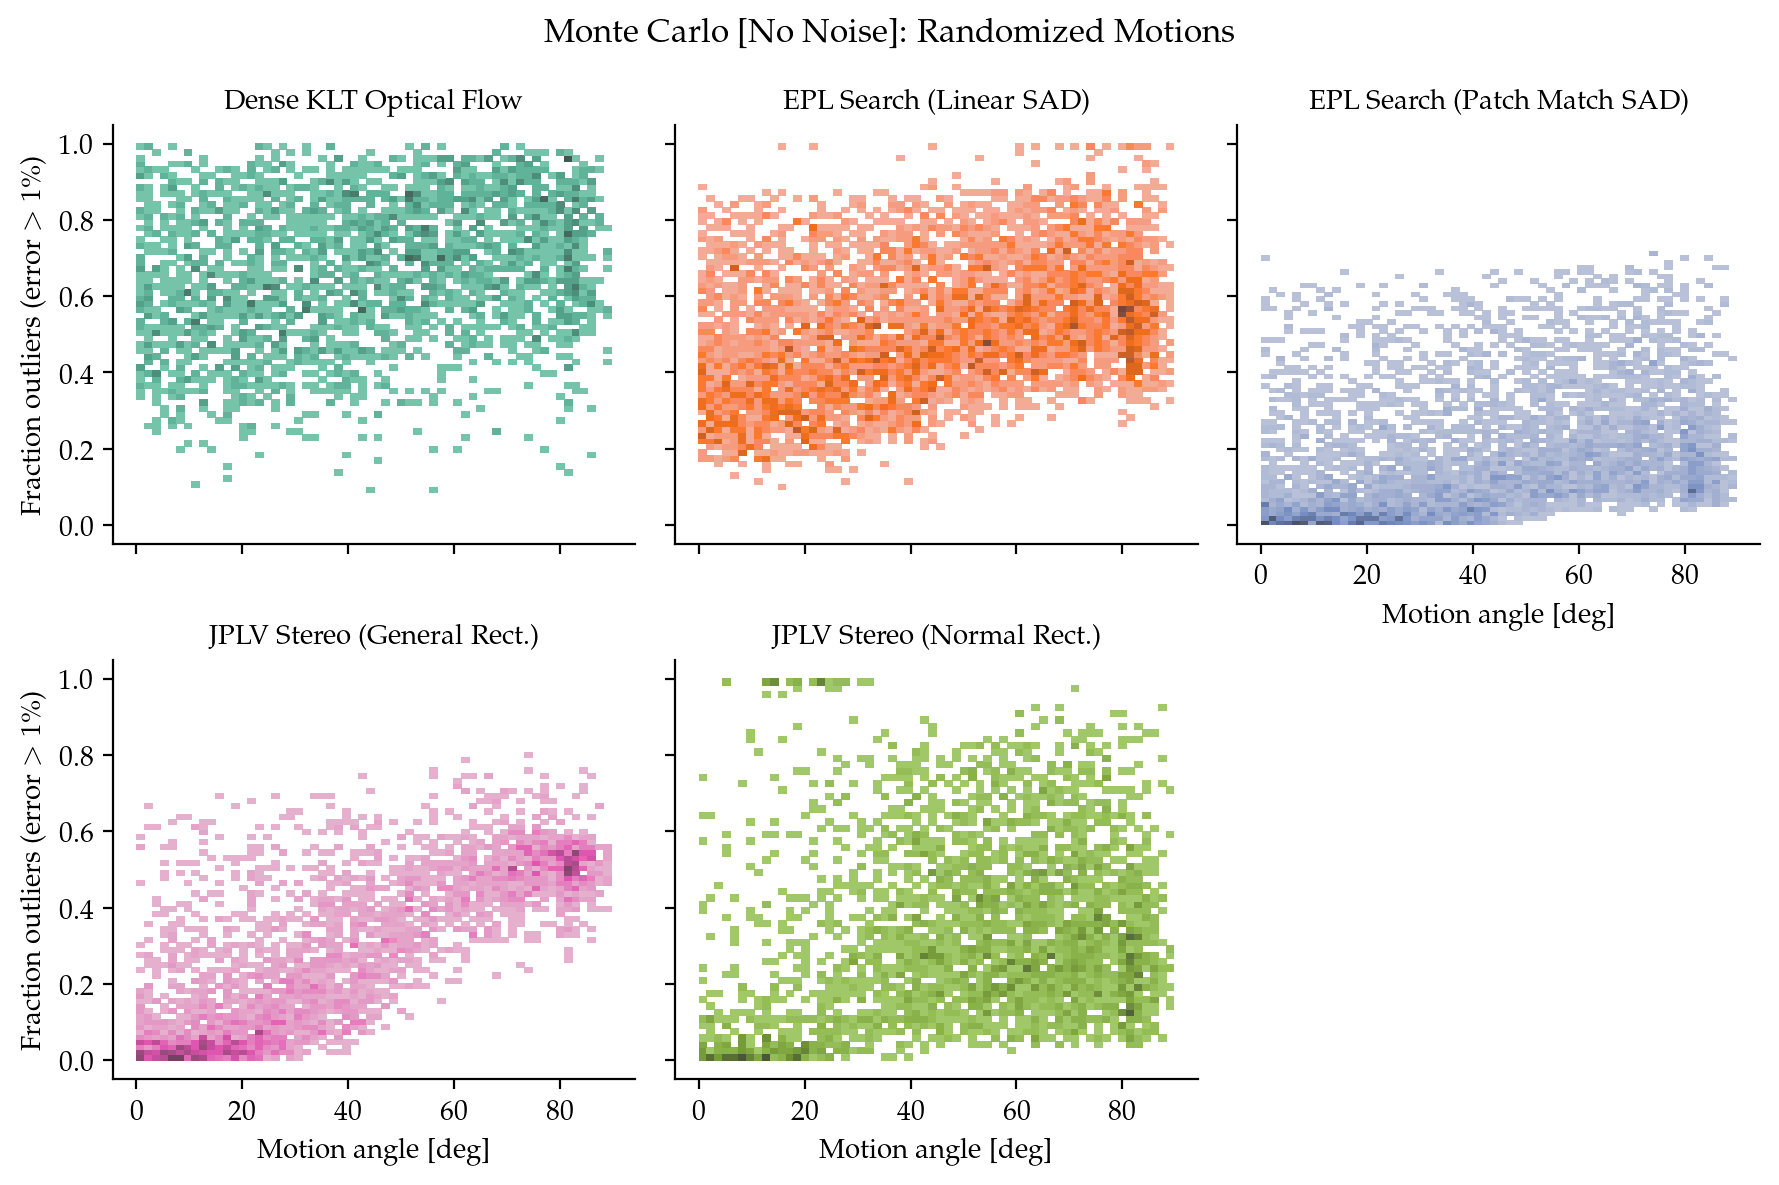 Monte Carlo [No Noise]: Randomized Motions
Dense KLT Optical Flow
EPL Search (Linear SAD)
EPL Search (Patch Match SAD)
Fraction outliers (error > 1%)
1.0
0.8
0.6
0.4
0.2
0.0
0 20 40 60 80
Motion angle [deg]
JPLV Stereo (General Rect.)
JPLV Stereo (Normal Rect.)
Fraction outliers (error > 1%)
1.0
0.8
0.6
0.4
0.2
0.0
0 20 40 60 80
0 20 40 60 80
Motion angle [deg]
Motion angle [deg]